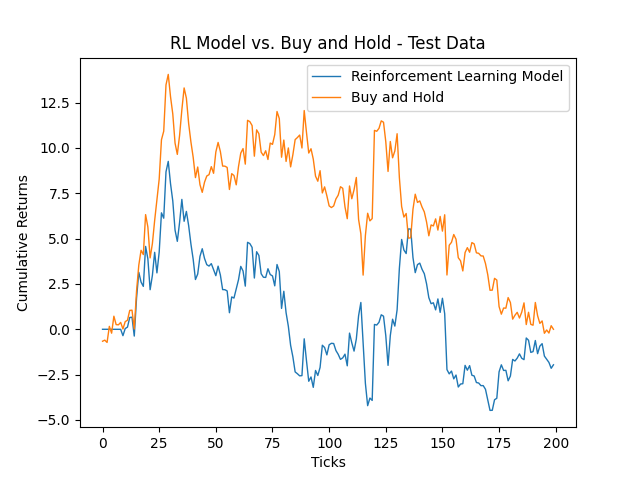 RL Model vs. Buy and Hold - Test Data
Reinforcement Learning Model
Buy and Hold
Cumulative Returns
12.5
10.0
7.5
5.0
2.5
0.0
−2.5
−5.0
0 25 50 75 100 125 150 175 200
Ticks